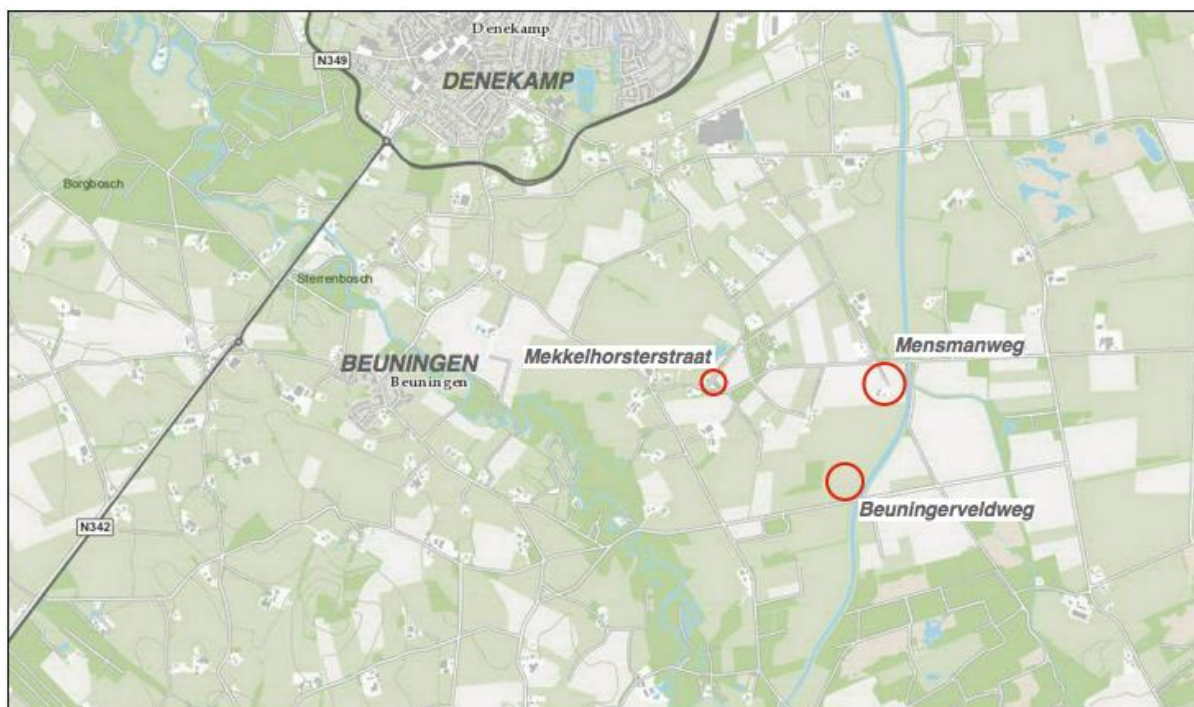 Denekamp
N349
DENEKAMP
Borgbosch
Sterrenbosch
Mensmanweg
Mekkelhorsterstraat
BEUNINGEN
Beuningen
Beuningerveldweg
N342